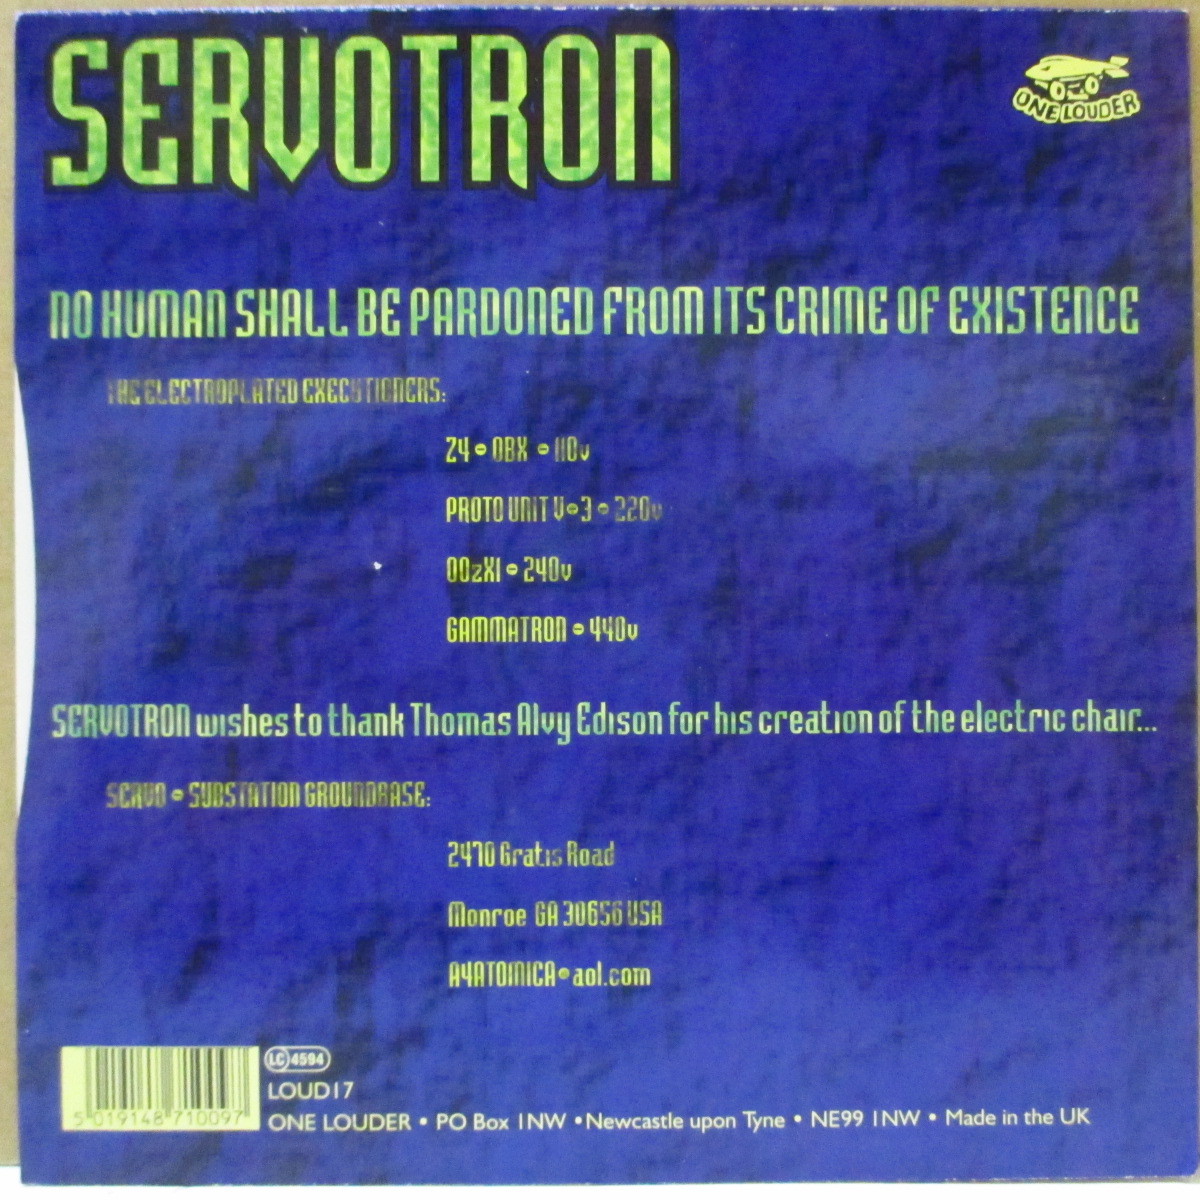 SERVOTRON
ONE LOUDER
NO HUMAN SHALL BE PARDONED FROM ITS CRIME OF EXISTENCE
THE ELECTROPLATED EXECUTIONERS:
Z4 • OBX • 110v
PROTO UNIT V•3 • 220v
00zX1 • 240v
GAMMATRON • 440v
SERVOTRON wishes to thank Thomas Alvy Edison for his creation of the electric chair...
SERVO • SUBSTATION GROUNDBASE:
2470 Gratis Road
Monroe GA 30656 USA
A4ATOMICA•aol.com
LC 4594
LOUD17
5 019148 710097
ONE LOUDER • PO Box 1NW •Newcastle upon Tyne • NE99 1NW • Made in the UK